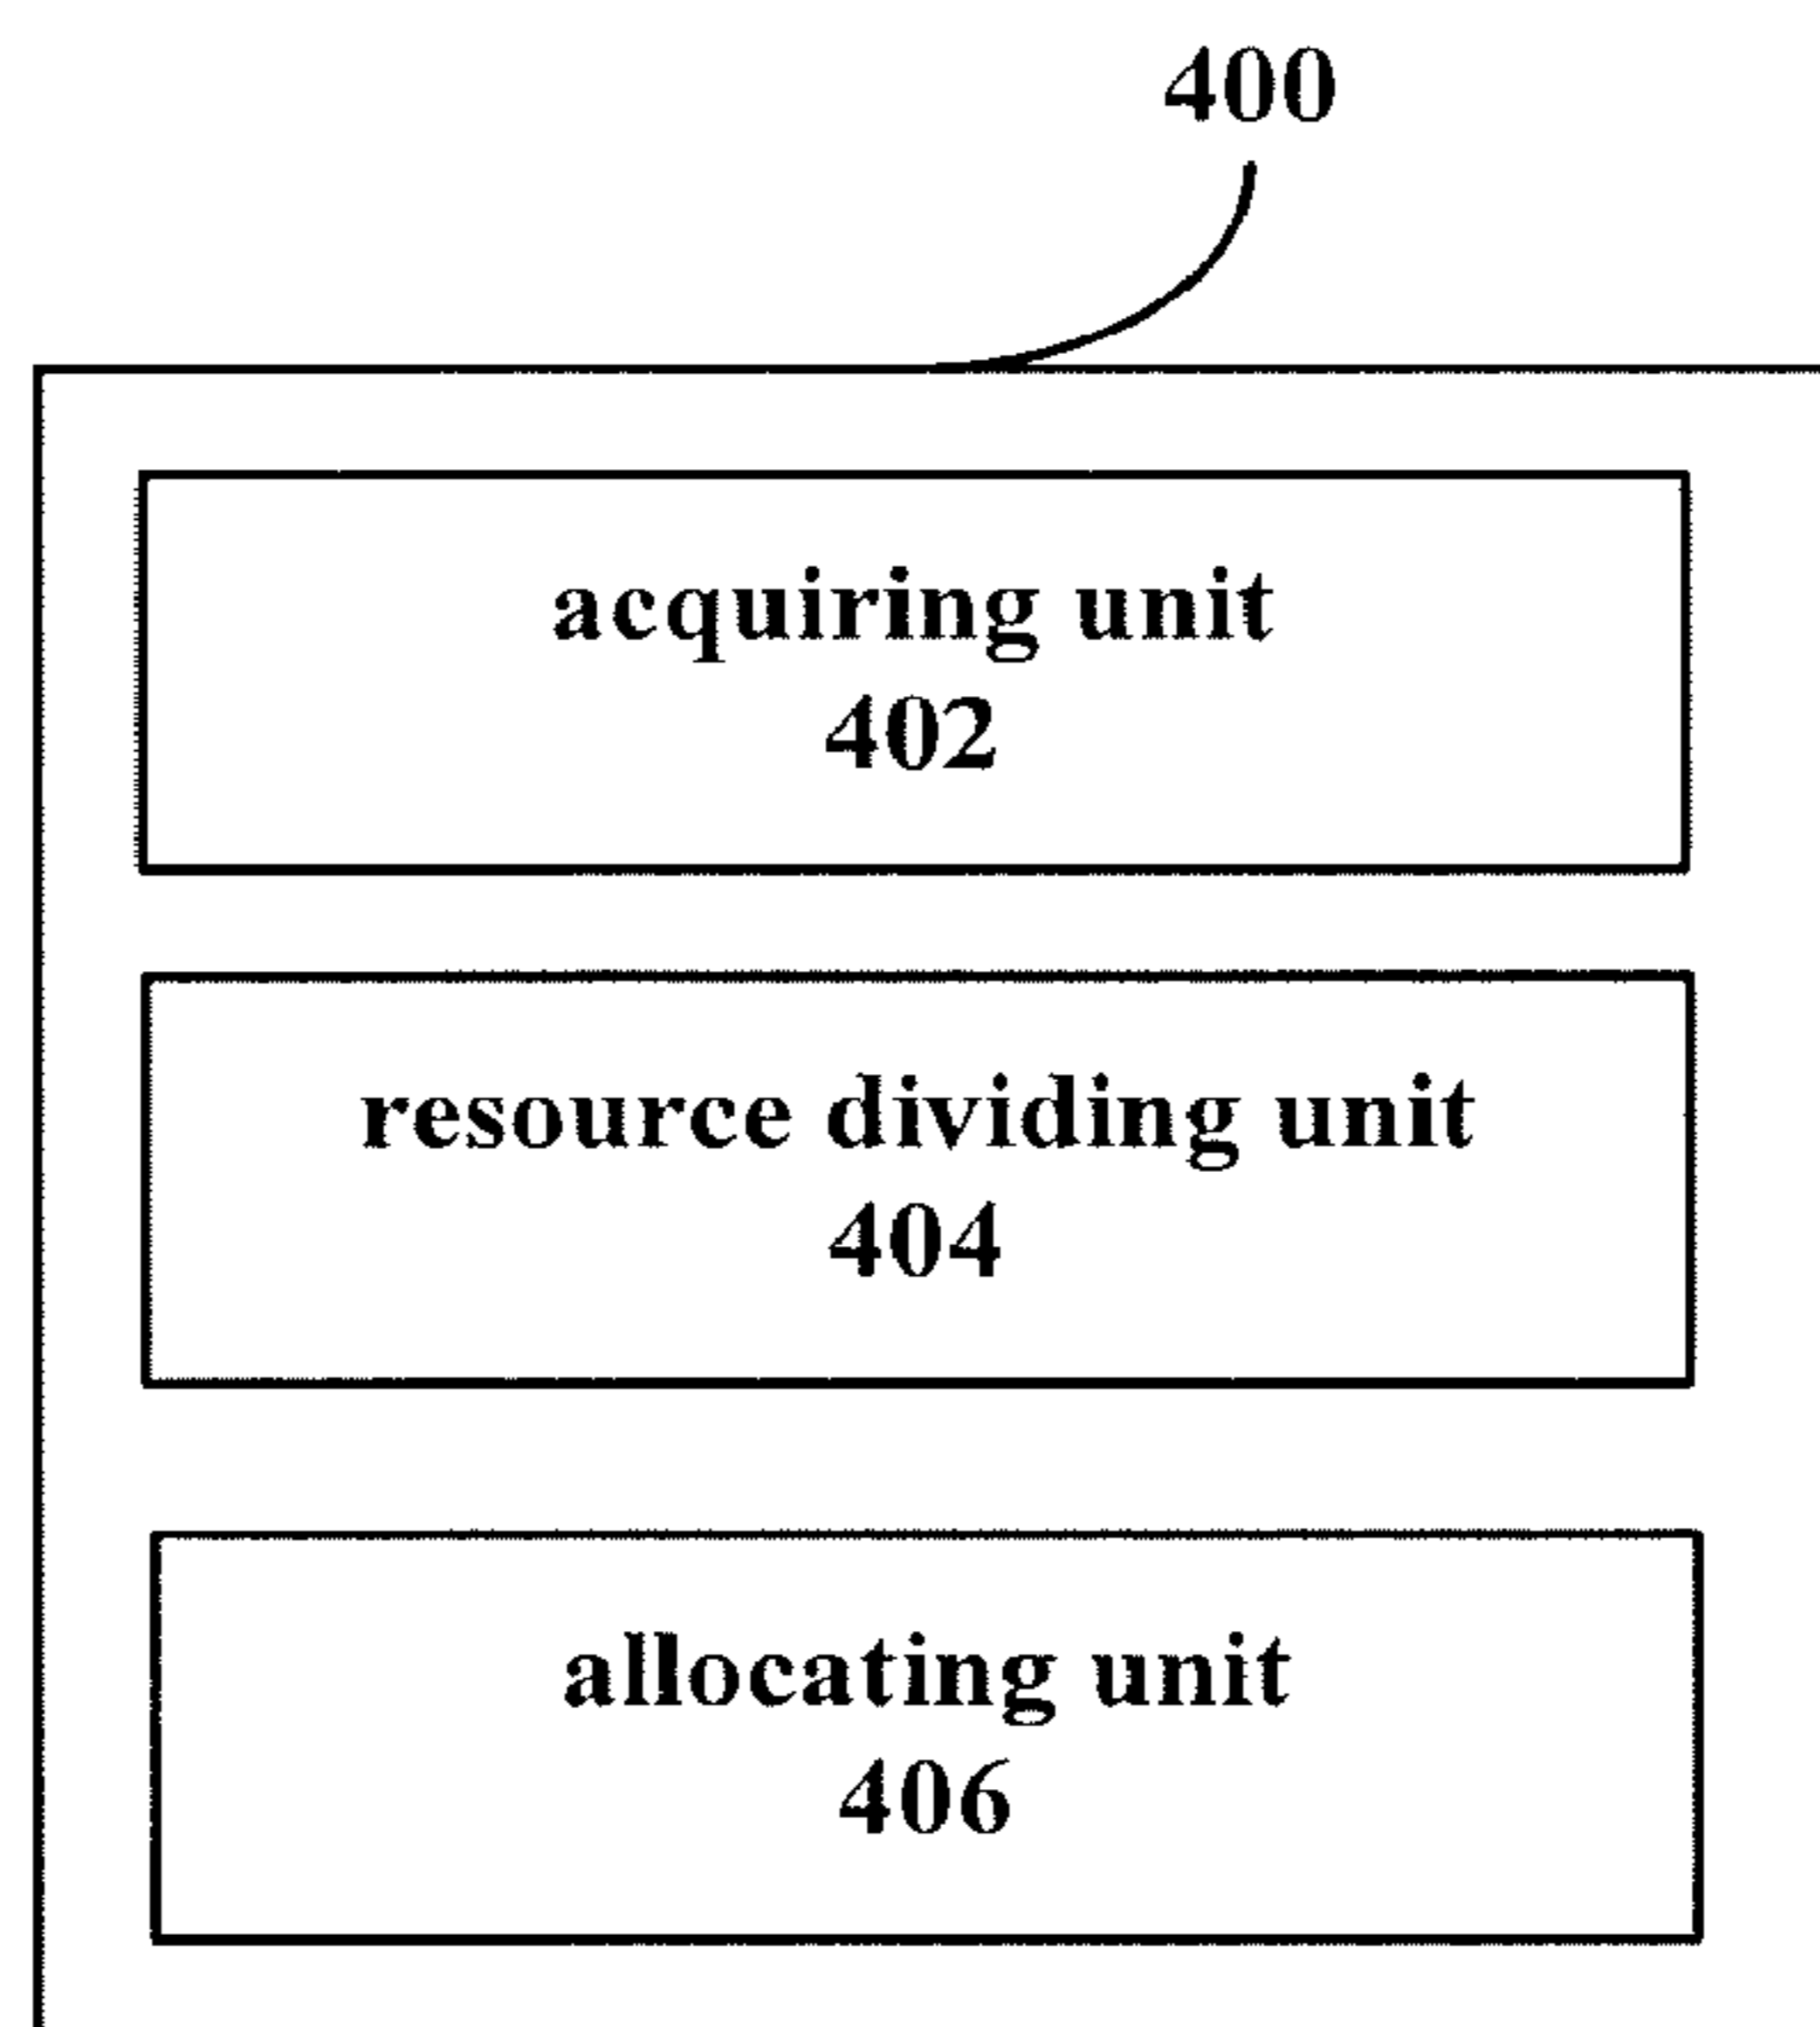 400
acquiring unit
402
resource dividing unit
404
allocating unit
406